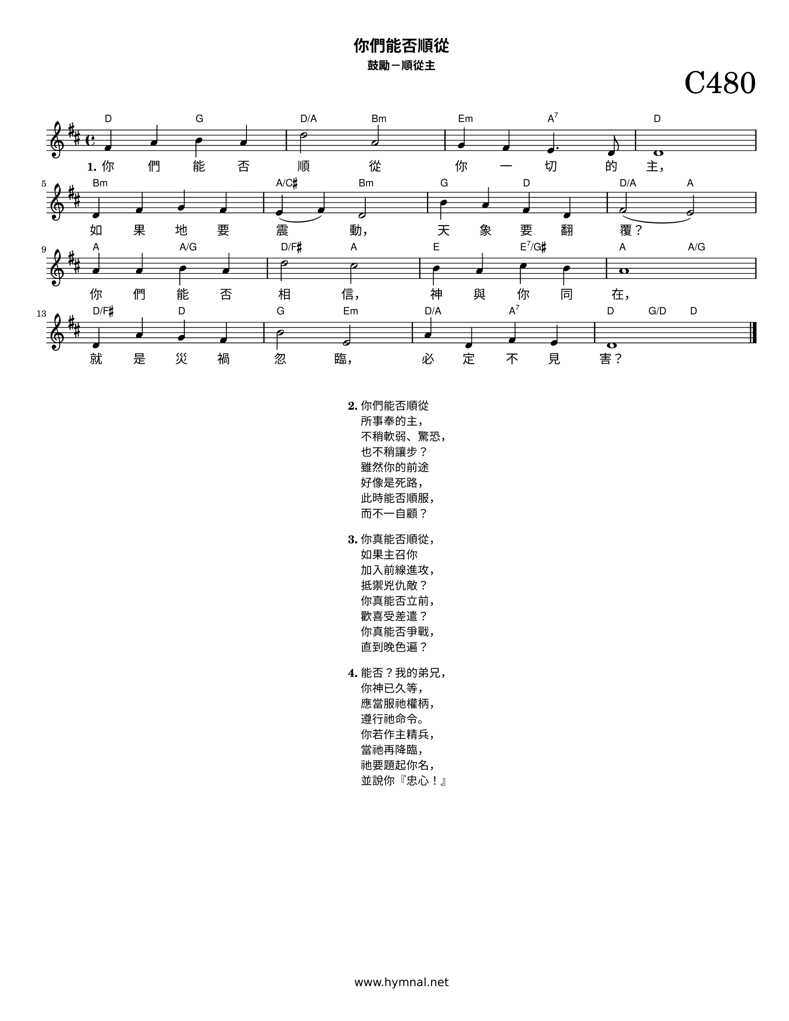 你們能否順從
鼓勵－順從主
C480
D G D/A Bm Em A7 D
1. 你 們 能 否 順 從 你 一 切 的 主，
5 Bm A/C♯ Bm G D D/A A
如 果 地 要 震 動， 天 象 要 翻 覆？
9 A A/G D/F♯ A E E7/G♯ A A/G
你 們 能 否 相 信， 神 與 你 同 在，
13 D/F♯ D G Em D/A A7 D G/D D
就 是 災 禍 忽 臨， 必 定 不 見 害？
2. 你們能否順從
所事奉的主，
不稍軟弱、驚恐，
也不稍讓步？
雖然你的前途
好像是死路，
此時能否順服，
而不一自顧？
3. 你真能否順從，
如果主召你
加入前線進攻，
抵禦兇仇敵？
你真能否立前，
歡喜受差遣？
你真能否爭戰，
直到晚色遍？
4. 能否？我的弟兄，
你神已久等，
應當服祂權柄，
遵行祂命令。
你若作主精兵，
當祂再降臨，
祂要題起你名，
並說你『忠心！』
www.hymnal.net